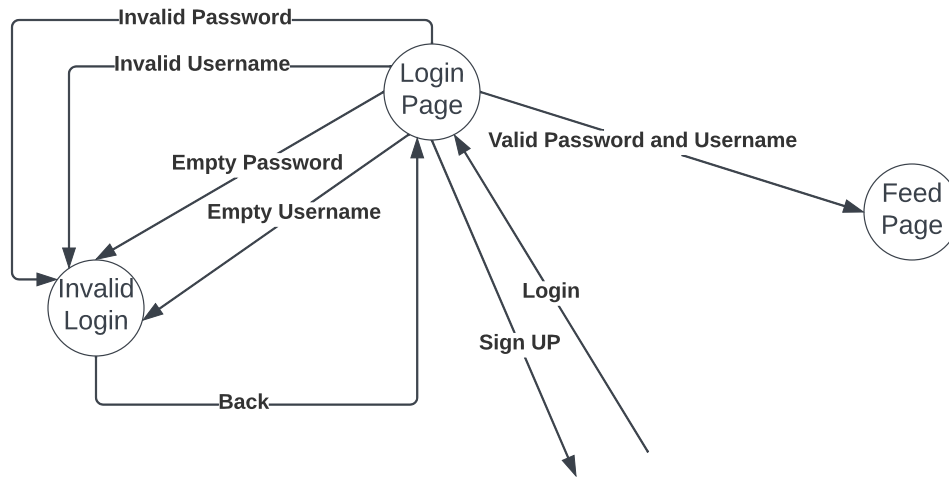 Invalid Password
Invalid Username
Login
Page
Valid Password and Username
Empty Password
Empty Username
Feed
Page
Invalid
Login
Login
Sign UP
Back